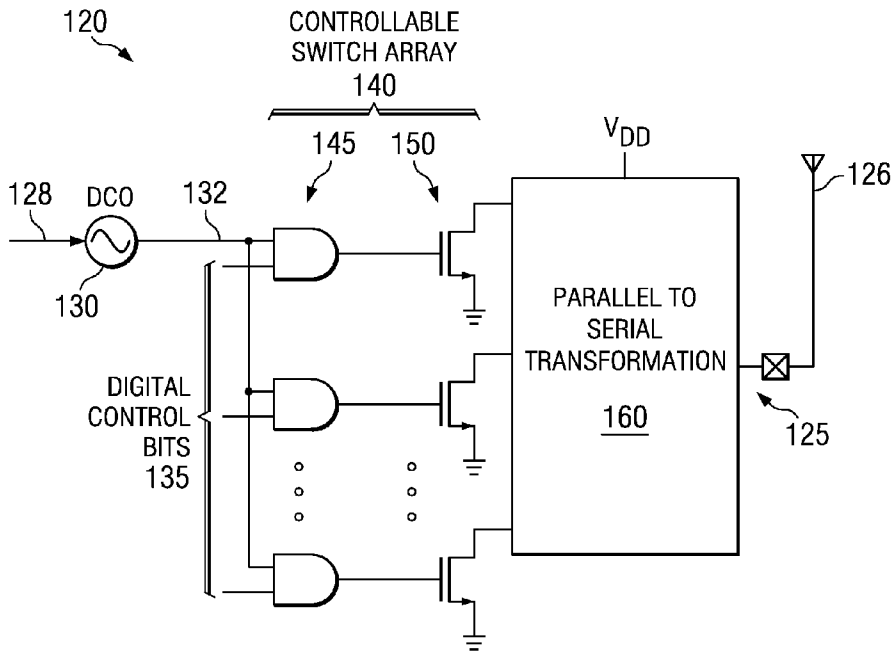 120
CONTROLLABLE
SWITCH ARRAY
140
145
150
V_DD
126
128
DCO
132
130
PARALLEL TO
SERIAL
TRANSFORMATION
160
125
DIGITAL
CONTROL
BITS
135